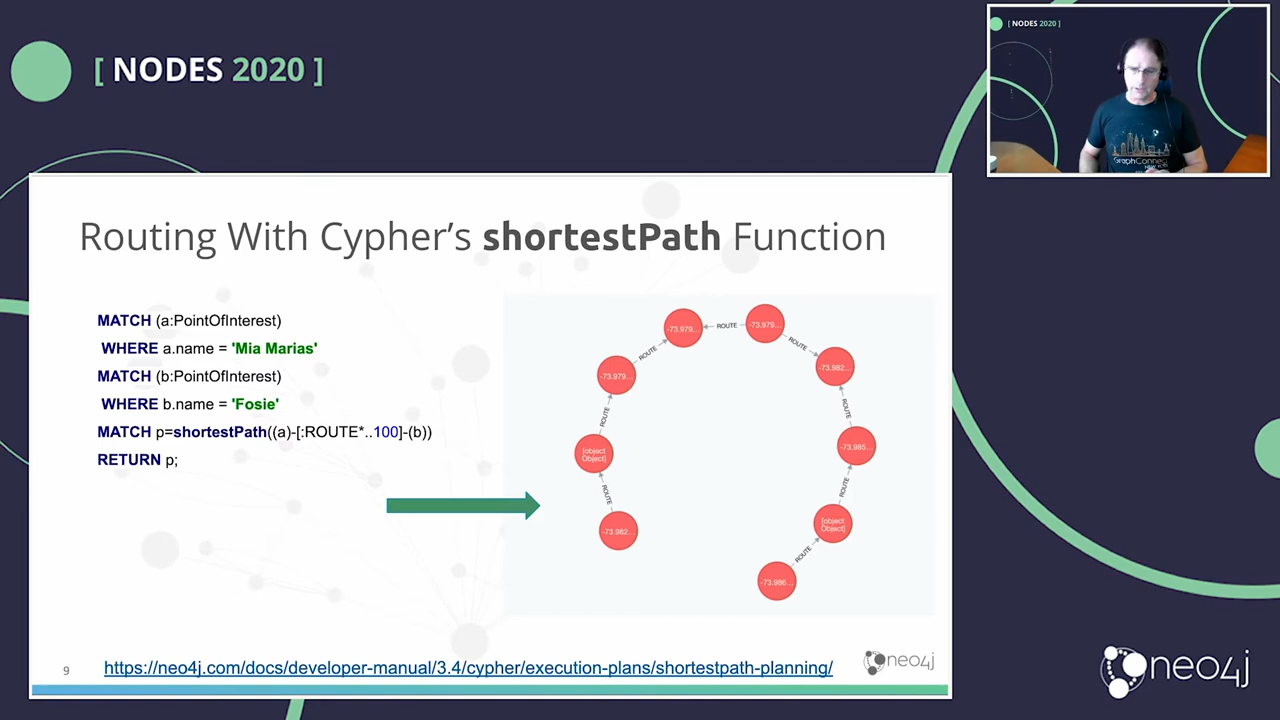 [ NODES 2020 ]
[ NODES 2020 ]
GraphConnect
NEW YORK
Routing With Cypher's shortestPath Function
MATCH (a:PointOfInterest)
WHERE a.name = 'Mia Marias'
MATCH (b:PointOfInterest)
WHERE b.name = 'Fosie'
MATCH p=shortestPath((a)-[:ROUTE*..100]-(b))
RETURN p;
-73.979...
ROUTE
-73.979...
ROUTE
ROUTE
-73.979...
-73.982...
ROUTE
ROUTE
[object
Object]
-73.985...
ROUTE
ROUTE
-73.982...
[object
Object]
ROUTE
-73.986...
9
https://neo4j.com/docs/developer-manual/3.4/cypher/execution-plans/shortestpath-planning/
neo4j
neo4j